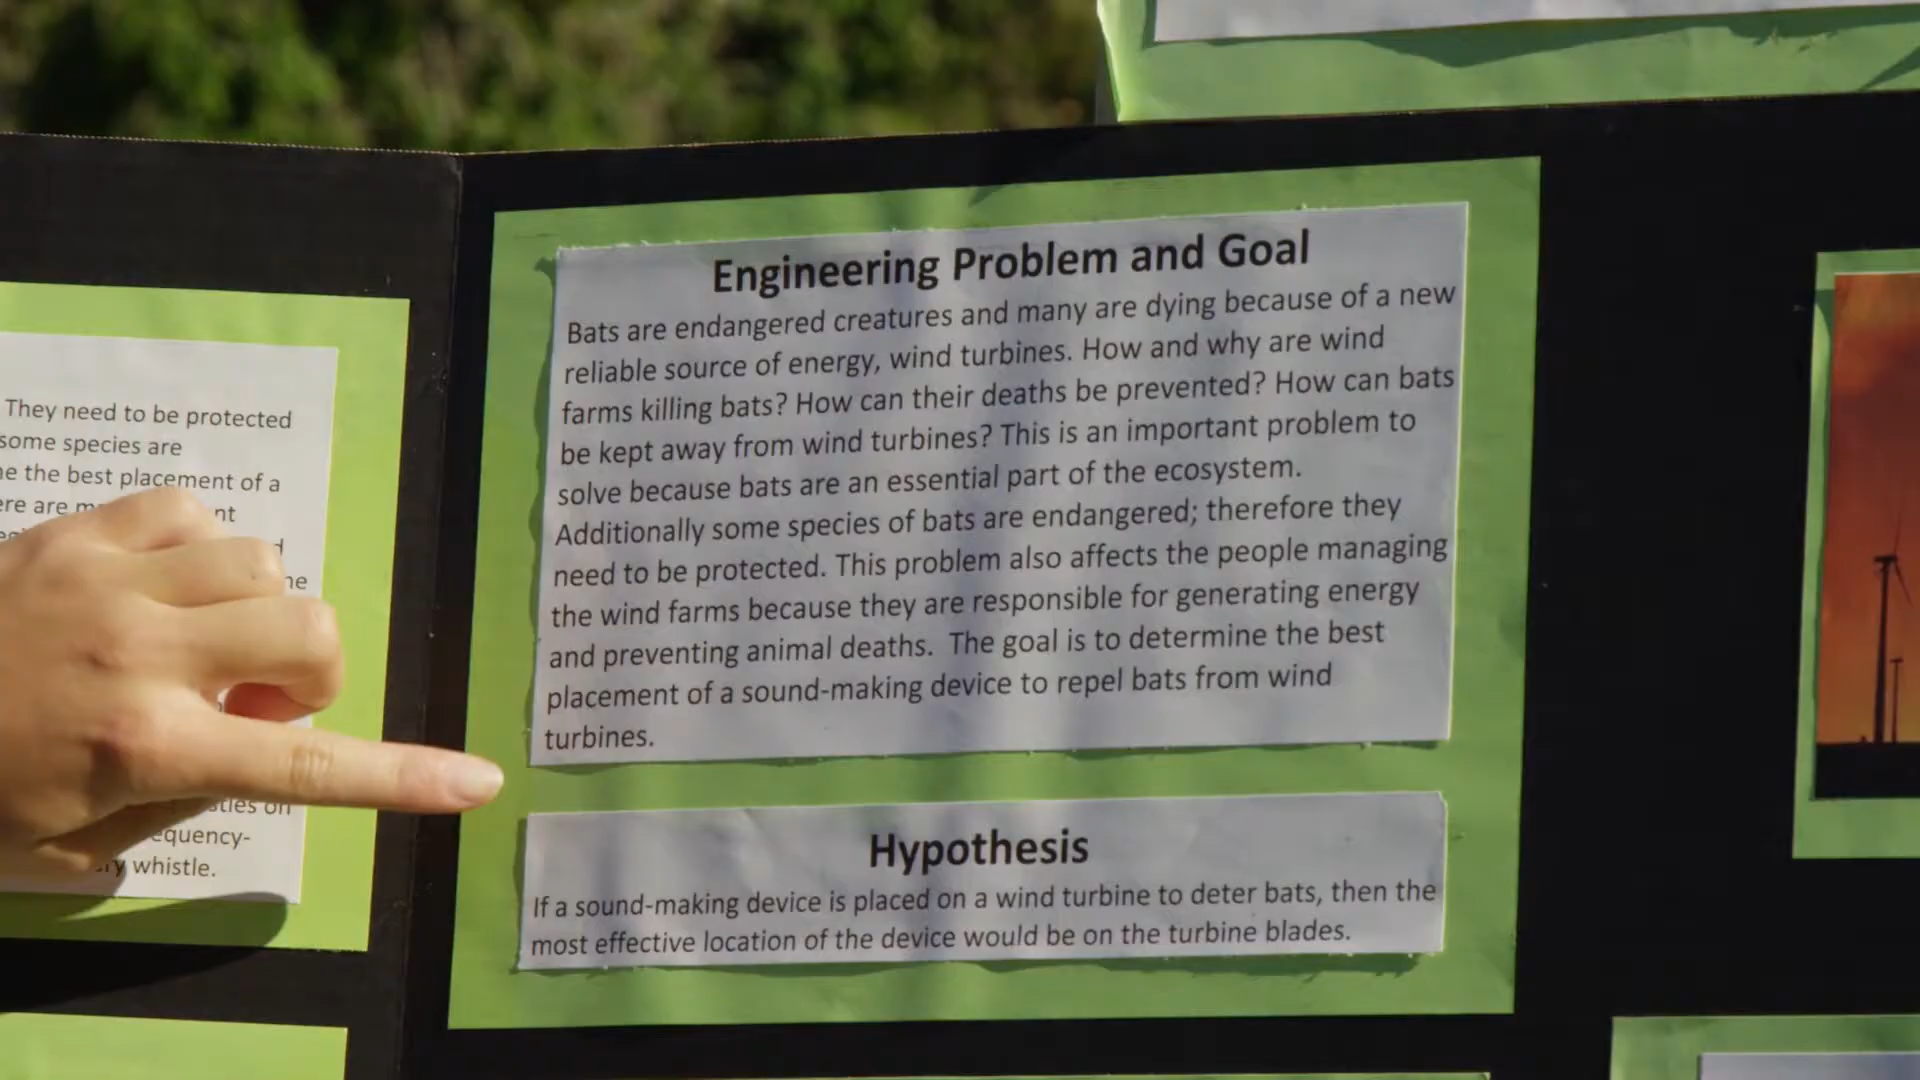 They need to be protected
some species are
the best placement of a
ere are
nt
he
on
equency-
whistle.
Engineering Problem and Goal
Bats are endangered creatures and many are dying because of a new
reliable source of energy, wind turbines. How and why are wind
farms killing bats? How can their deaths be prevented? How can bats
be kept away from wind turbines? This is an important problem to
solve because bats are an essential part of the ecosystem.
Additionally some species of bats are endangered; therefore they
need to be protected. This problem also affects the people managing
the wind farms because they are responsible for generating energy
and preventing animal deaths. The goal is to determine the best
placement of a sound-making device to repel bats from wind
turbines.
Hypothesis
If a sound-making device is placed on a wind turbine to deter bats, then the
most effective location of the device would be on the turbine blades.